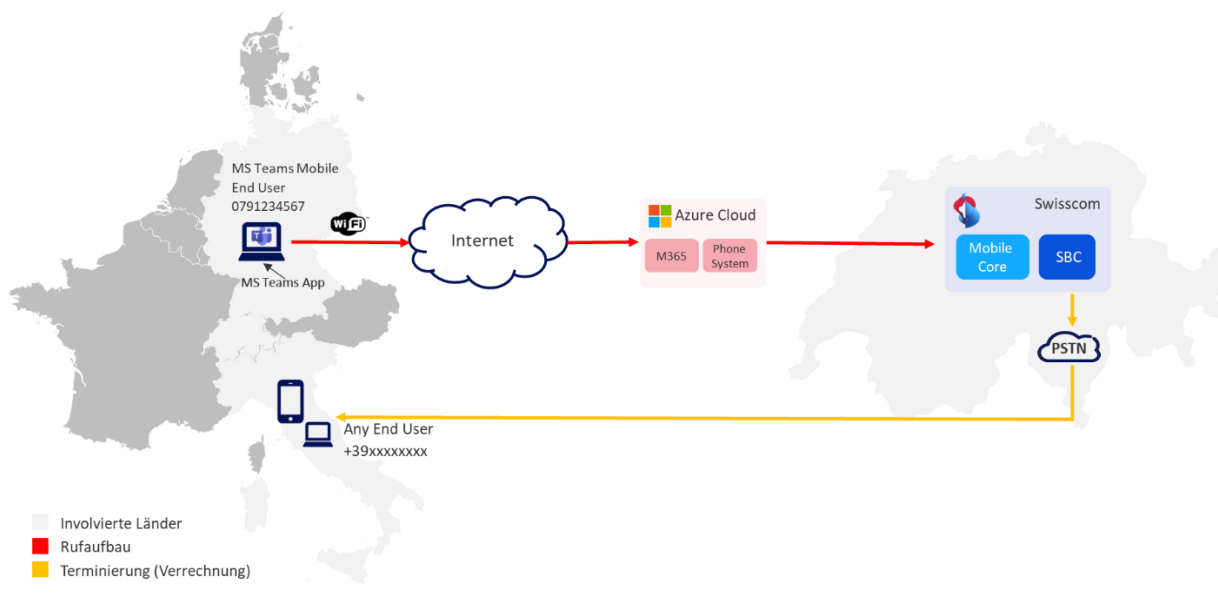 MS Teams Mobile
End User
0791234567
WiFi
MS Teams App
Internet
Azure Cloud
M365
Phone
System
Swisscom
Mobile
Core
SBC
PSTN
Any End User
+39xxxxxxxx
Involvierte Länder
Rufaufbau
Terminierung (Verrechnung)